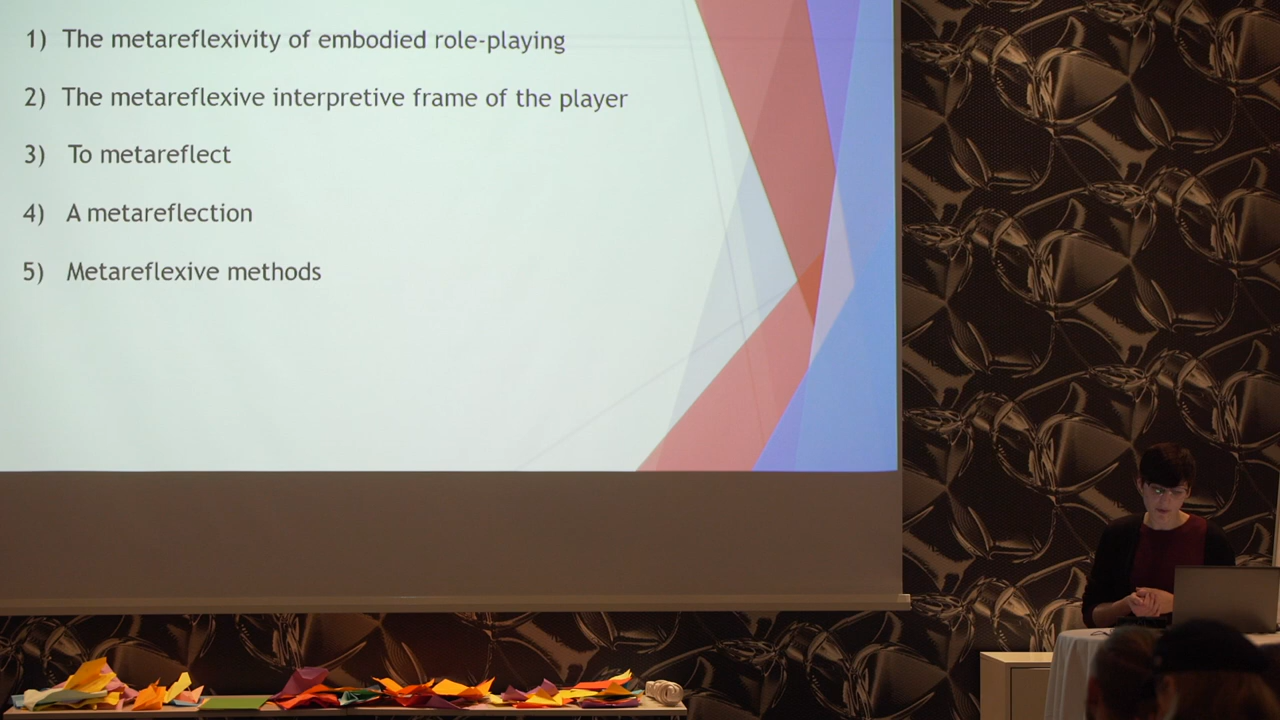 1) The metareflexivity of embodied role-playing
2) The metareflexive interpretive frame of the player
3) To metareflect
4) A metareflection
5) Metareflexive methods